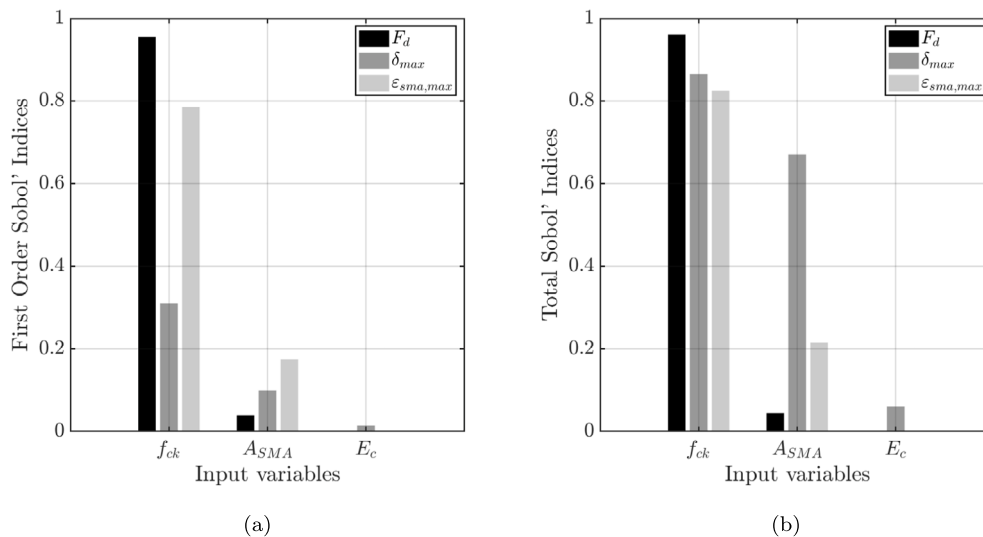 First Order Sobol' Indices
1
0.8
0.6
0.4
0.2
0
F_d
δ_max
ε_sma,max
f_ck
A_SMA
E_c
Input variables
(a)
Total Sobol' Indices
1
0.8
0.6
0.4
0.2
0
F_d
δ_max
ε_sma,max
f_ck
A_SMA
E_c
Input variables
(b)